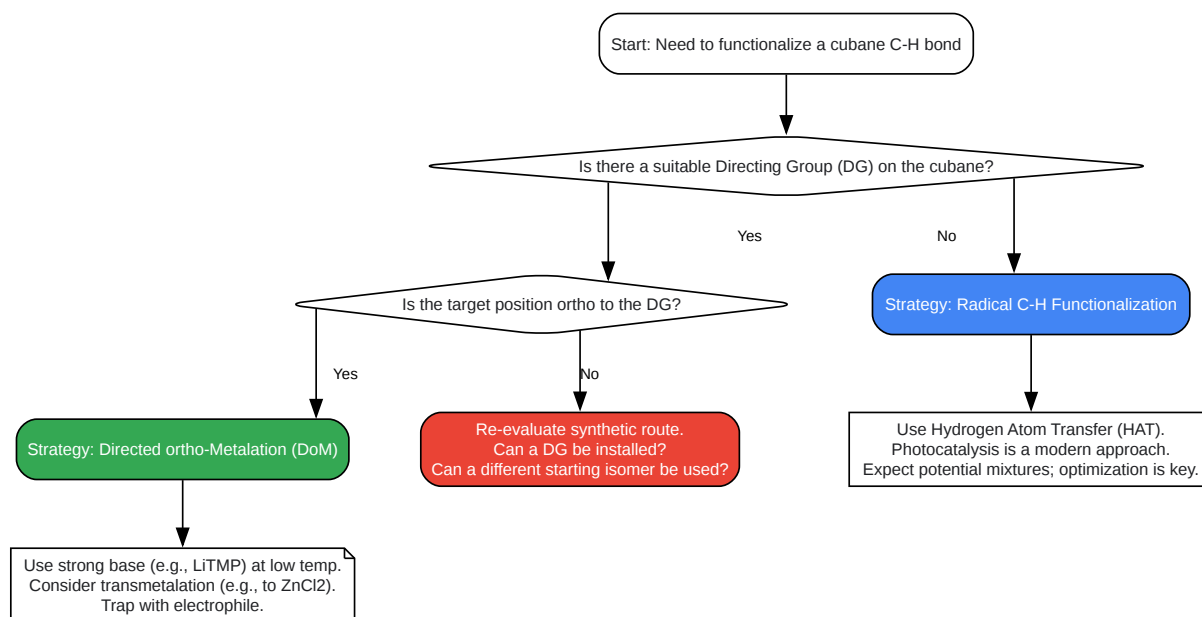 Start: Need to functionalize a cubane C-H bond
Is there a suitable Directing Group (DG) on the cubane?
Yes
No
Is the target position ortho to the DG?
Strategy: Radical C-H Functionalization
Yes
No
Strategy: Directed ortho-Metalation (DoM)
Re-evaluate synthetic route.
Can a DG be installed?
Can a different starting isomer be used?
Use Hydrogen Atom Transfer (HAT).
Photocatalysis is a modern approach.
Expect potential mixtures; optimization is key.
Use strong base (e.g., LiTMP) at low temp.
Consider transmetalation (e.g., to ZnCl2).
Trap with electrophile.